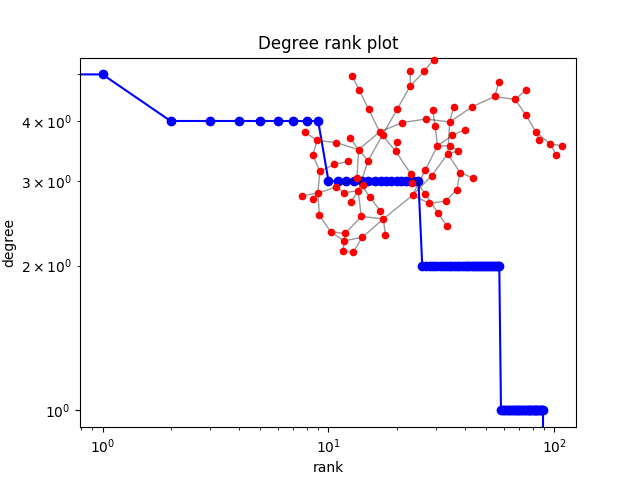 Degree rank plot
degree
4 × 10⁰
3 × 10⁰
2 × 10⁰
10⁰
10⁰ 10¹ 10²
rank